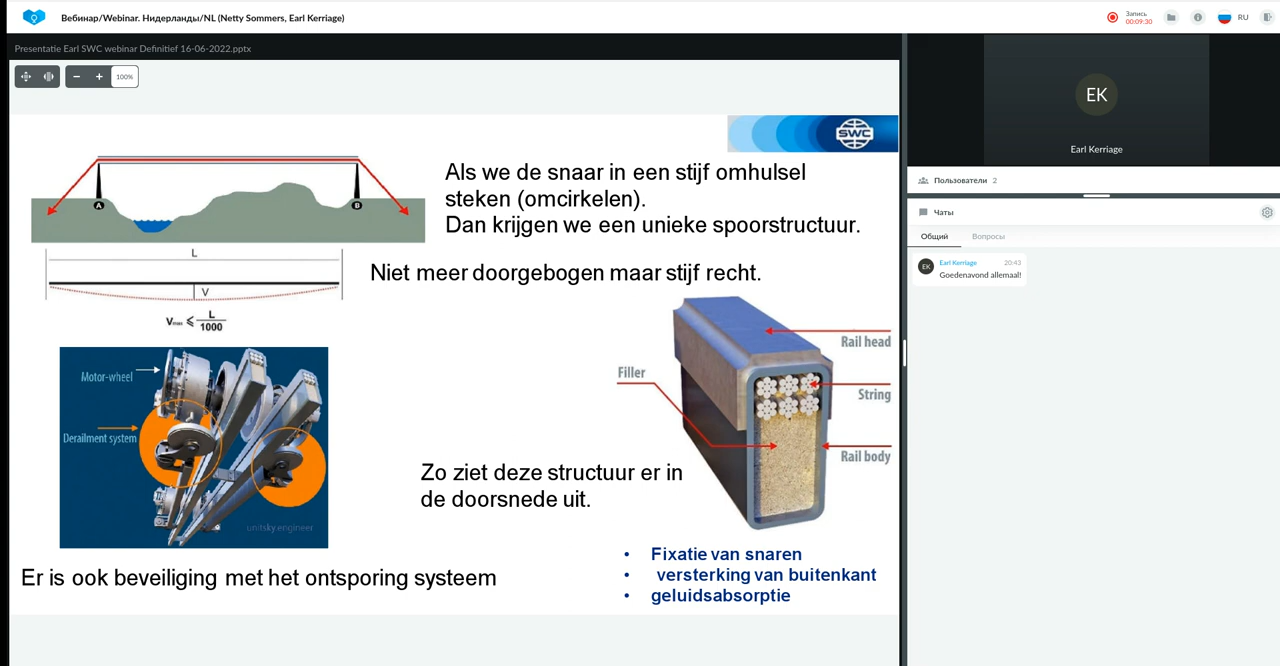 Вебинар/Webinar. Нидерланды/NL (Netty Sommers, Earl Kerriage)
Запись
00:09:30
RU
Presentatie Earl SWC webinar Definitief 16-06-2022.pptx
100%
SWC
Als we de snaar in een stijf omhulsel
steken (omcirkelen).
Dan krijgen we een unieke spoorstructuur.
A
B
L
V
Vmax ⩽ L
1000
Niet meer doorgebogen maar stijf recht.
Motor-wheel
Derailment system
unitsky.engineer
Rail head
Filler
String
Rail body
Zo ziet deze structuur er in
de doorsnede uit.
Er is ook beveiliging met het ontsporing systeem
• Fixatie van snaren
• versterking van buitenkant
• geluidsabsorptie
EK
Earl Kerriage
Пользователи 2
Чаты
Общий Вопросы
EK
Earl Kerriage 20:43
Goedenavond allemaal!